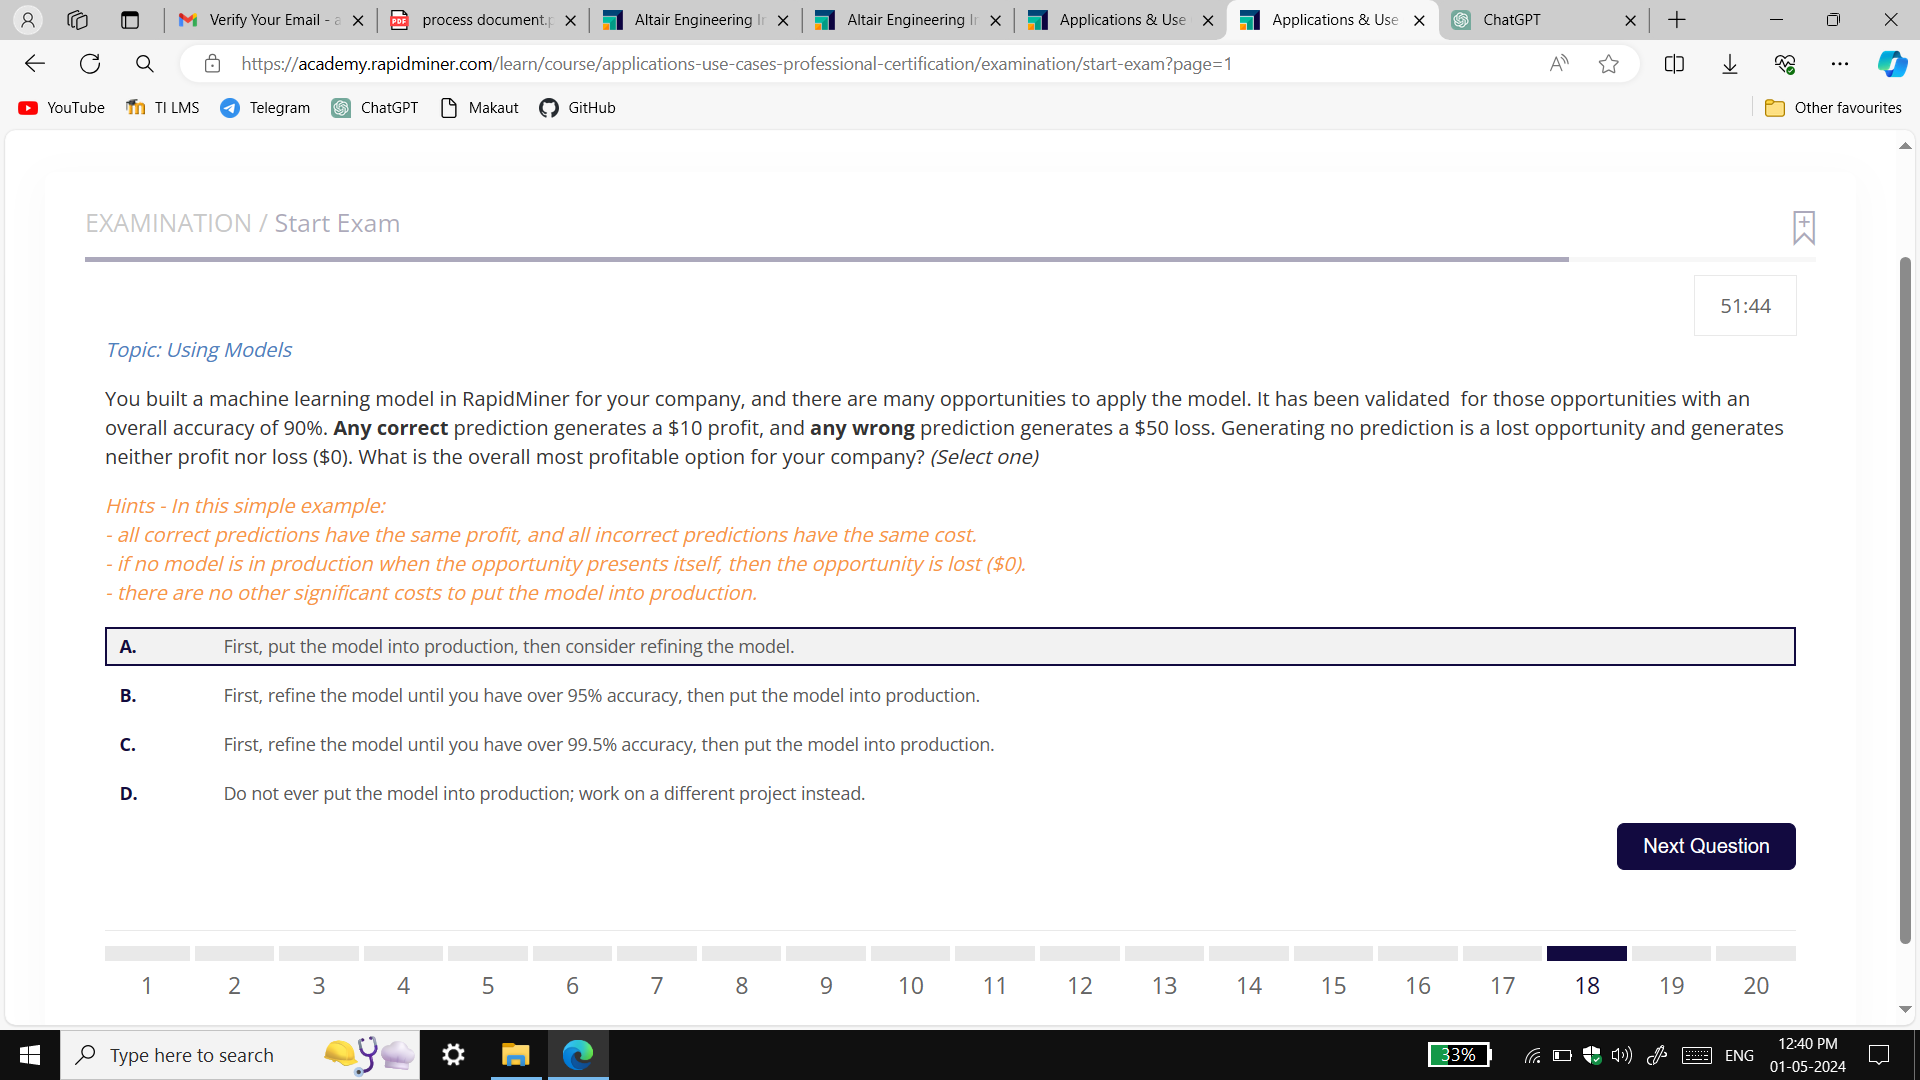 Verify Your Email - a
process document.p
Altair Engineering Ir
Altair Engineering Ir
Applications & Use
Applications & Use
ChatGPT
https://academy.rapidminer.com/learn/course/applications-use-cases-professional-certification/examination/start-exam?page=1
YouTube
TI LMS
Telegram
ChatGPT
Makaut
GitHub
Other favourites
EXAMINATION / Start Exam
51:44
Topic: Using Models
You built a machine learning model in RapidMiner for your company, and there are many opportunities to apply the model. It has been validated for those opportunities with an
overall accuracy of 90%. Any correct prediction generates a $10 profit, and any wrong prediction generates a $50 loss. Generating no prediction is a lost opportunity and generates
neither profit nor loss ($0). What is the overall most profitable option for your company? (Select one)
Hints - In this simple example:
- all correct predictions have the same profit, and all incorrect predictions have the same cost.
- if no model is in production when the opportunity presents itself, then the opportunity is lost ($0).
- there are no other significant costs to put the model into production.
A. First, put the model into production, then consider refining the model.
B. First, refine the model until you have over 95% accuracy, then put the model into production.
C. First, refine the model until you have over 99.5% accuracy, then put the model into production.
D. Do not ever put the model into production; work on a different project instead.
Next Question
1 2 3 4 5 6 7 8 9 10 11 12 13 14 15 16 17 18 19 20
Type here to search
33%
ENG
12:40 PM
01-05-2024